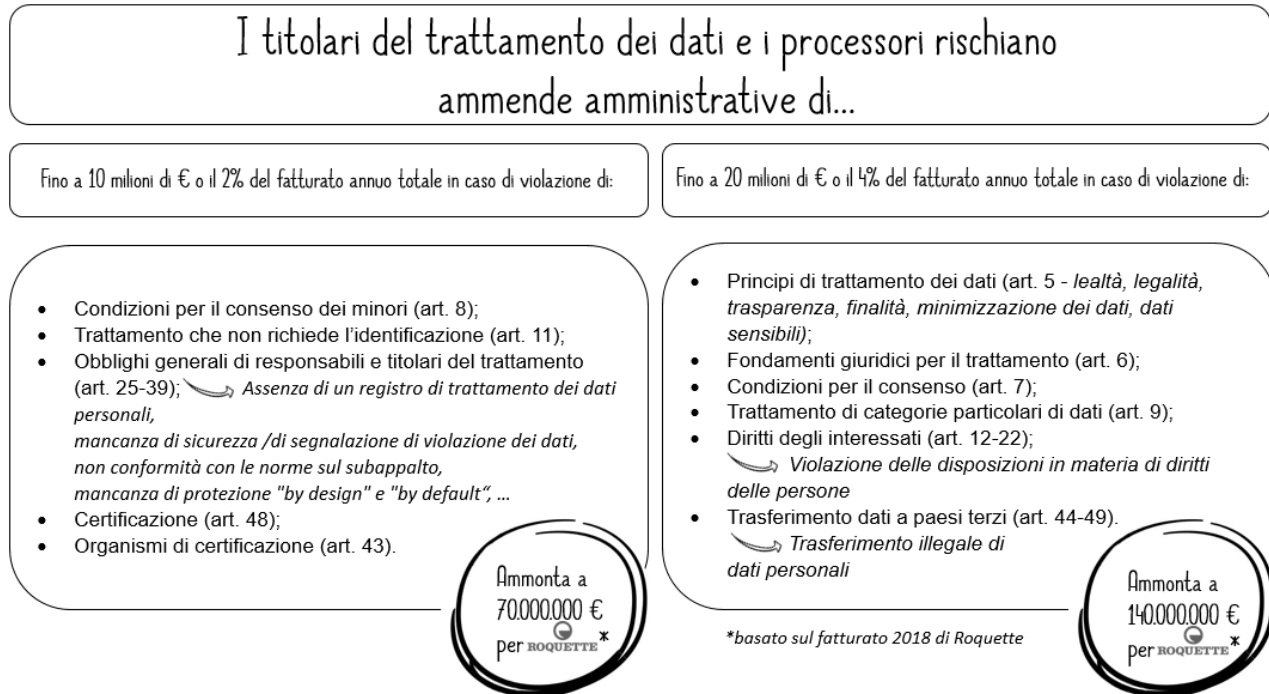 I titolari del trattamento dei dati e i processori rischiano
ammende amministrative di...
Fino a 10 milioni di € o il 2% del fatturato annuo totale in caso di violazione di:
• Condizioni per il consenso dei minori (art. 8);
• Trattamento che non richiede l'identificazione (art. 11);
• Obblighi generali di responsabili e titolari del trattamento
(art. 25-39); Assenza di un registro di trattamento dei dati
personali,
mancanza di sicurezza /di segnalazione di violazione dei dati,
non conformità con le norme sul subappalto,
mancanza di protezione "by design" e "by default“, ...
• Certificazione (art. 48);
• Organismi di certificazione (art. 43).
Ammonta a
70.000.000 €
per ROQUETTE *
Fino a 20 milioni di € o il 4% del fatturato annuo totale in caso di violazione di:
• Principi di trattamento dei dati (art. 5 - lealtà, legalità,
trasparenza, finalità, minimizzazione dei dati, dati
sensibili);
• Fondamenti giuridici per il trattamento (art. 6);
• Condizioni per il consenso (art. 7);
• Trattamento di categorie particolari di dati (art. 9);
• Diritti degli interessati (art. 12-22);
Violazione delle disposizioni in materia di diritti
delle persone
• Trasferimento dati a paesi terzi (art. 44-49).
Trasferimento illegale di
dati personali
Ammonta a
140.000.000 €
per ROQUETTE *
*basato sul fatturato 2018 di Roquette